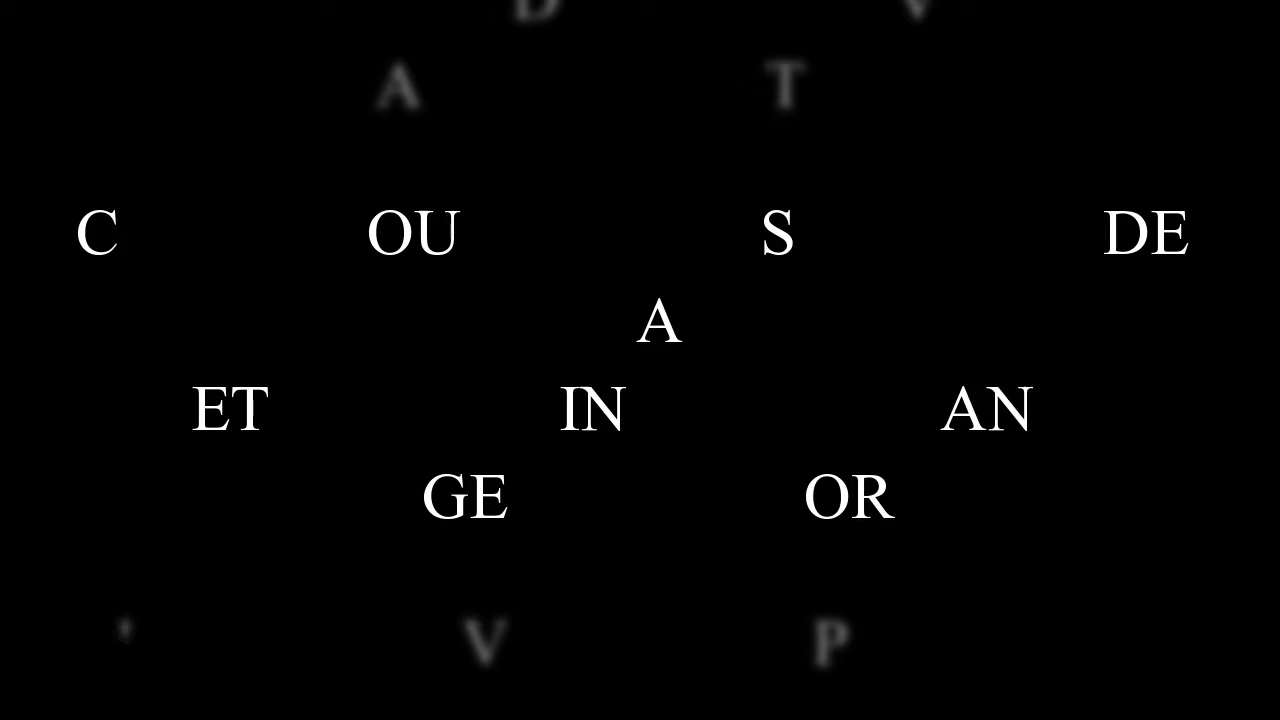 D V
A T
C OU S DE
A
ET IN AN
GE OR
' V P